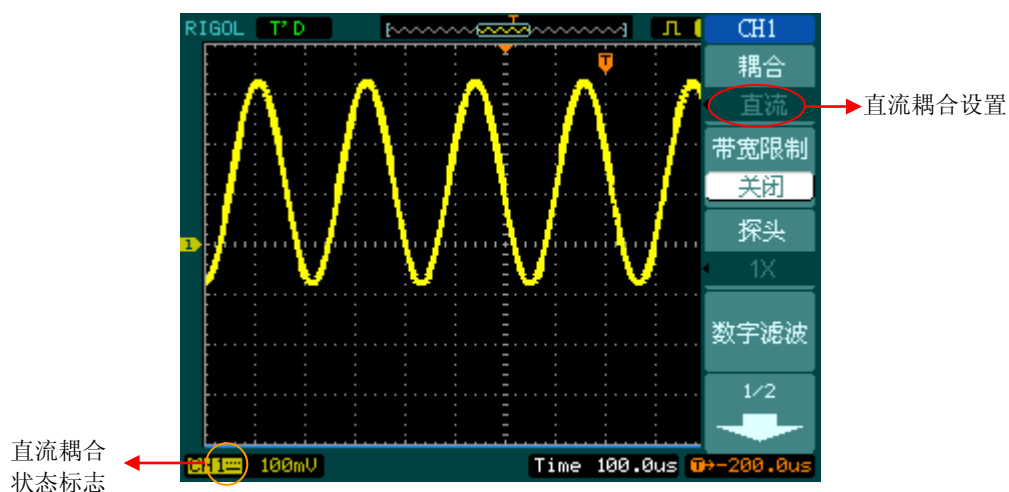 RIGOL T'D T CH1
耦合
T
直流
直流耦合设置
带宽限制
关闭
探头
1
1X
数字滤波
1/2
直流耦合
状态标志
CH1 100mV Time 100.0us T→-200.0us